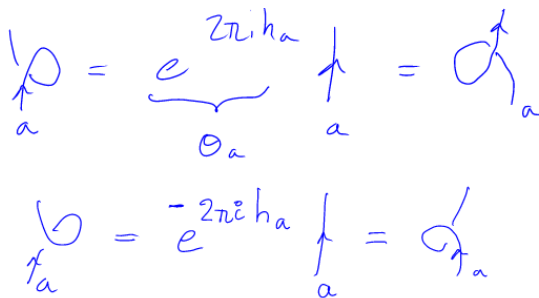 = e^{2πi h_a} =
a a a
θ_a
= e^{-2πi h_a} =
a a a